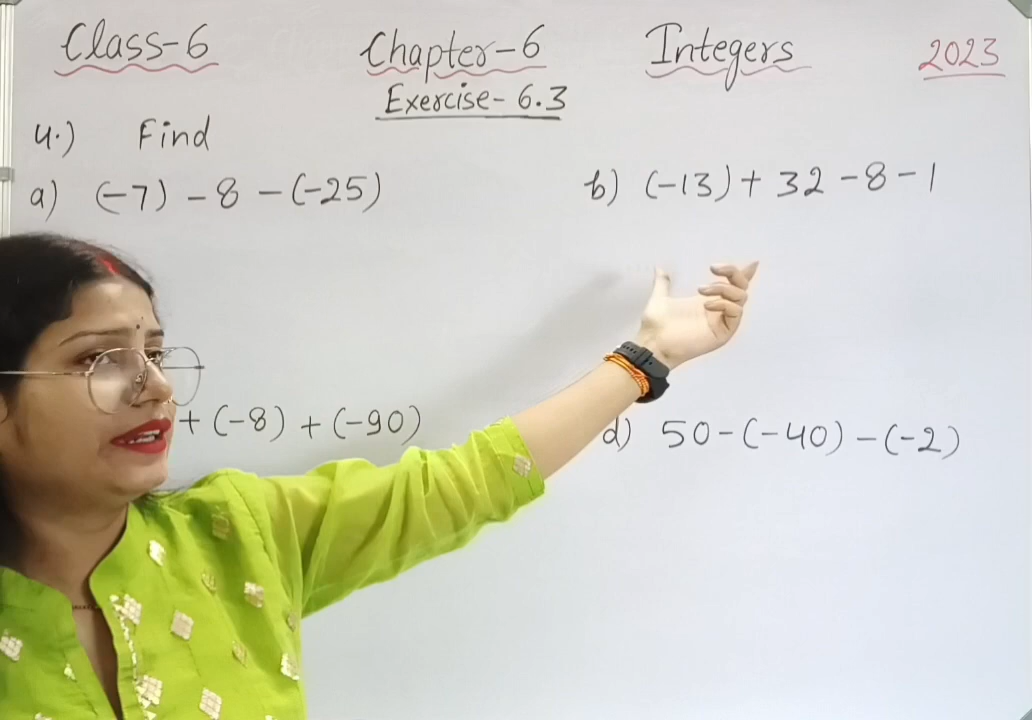 Class-6 Chapter-6 Integers 2023
Exercise-6.3
4.) Find
a) (-7) - 8 - (-25)
b) (-13) + 32 - 8 - 1
+ (-8) + (-90)
d) 50 - (-40) - (-2)